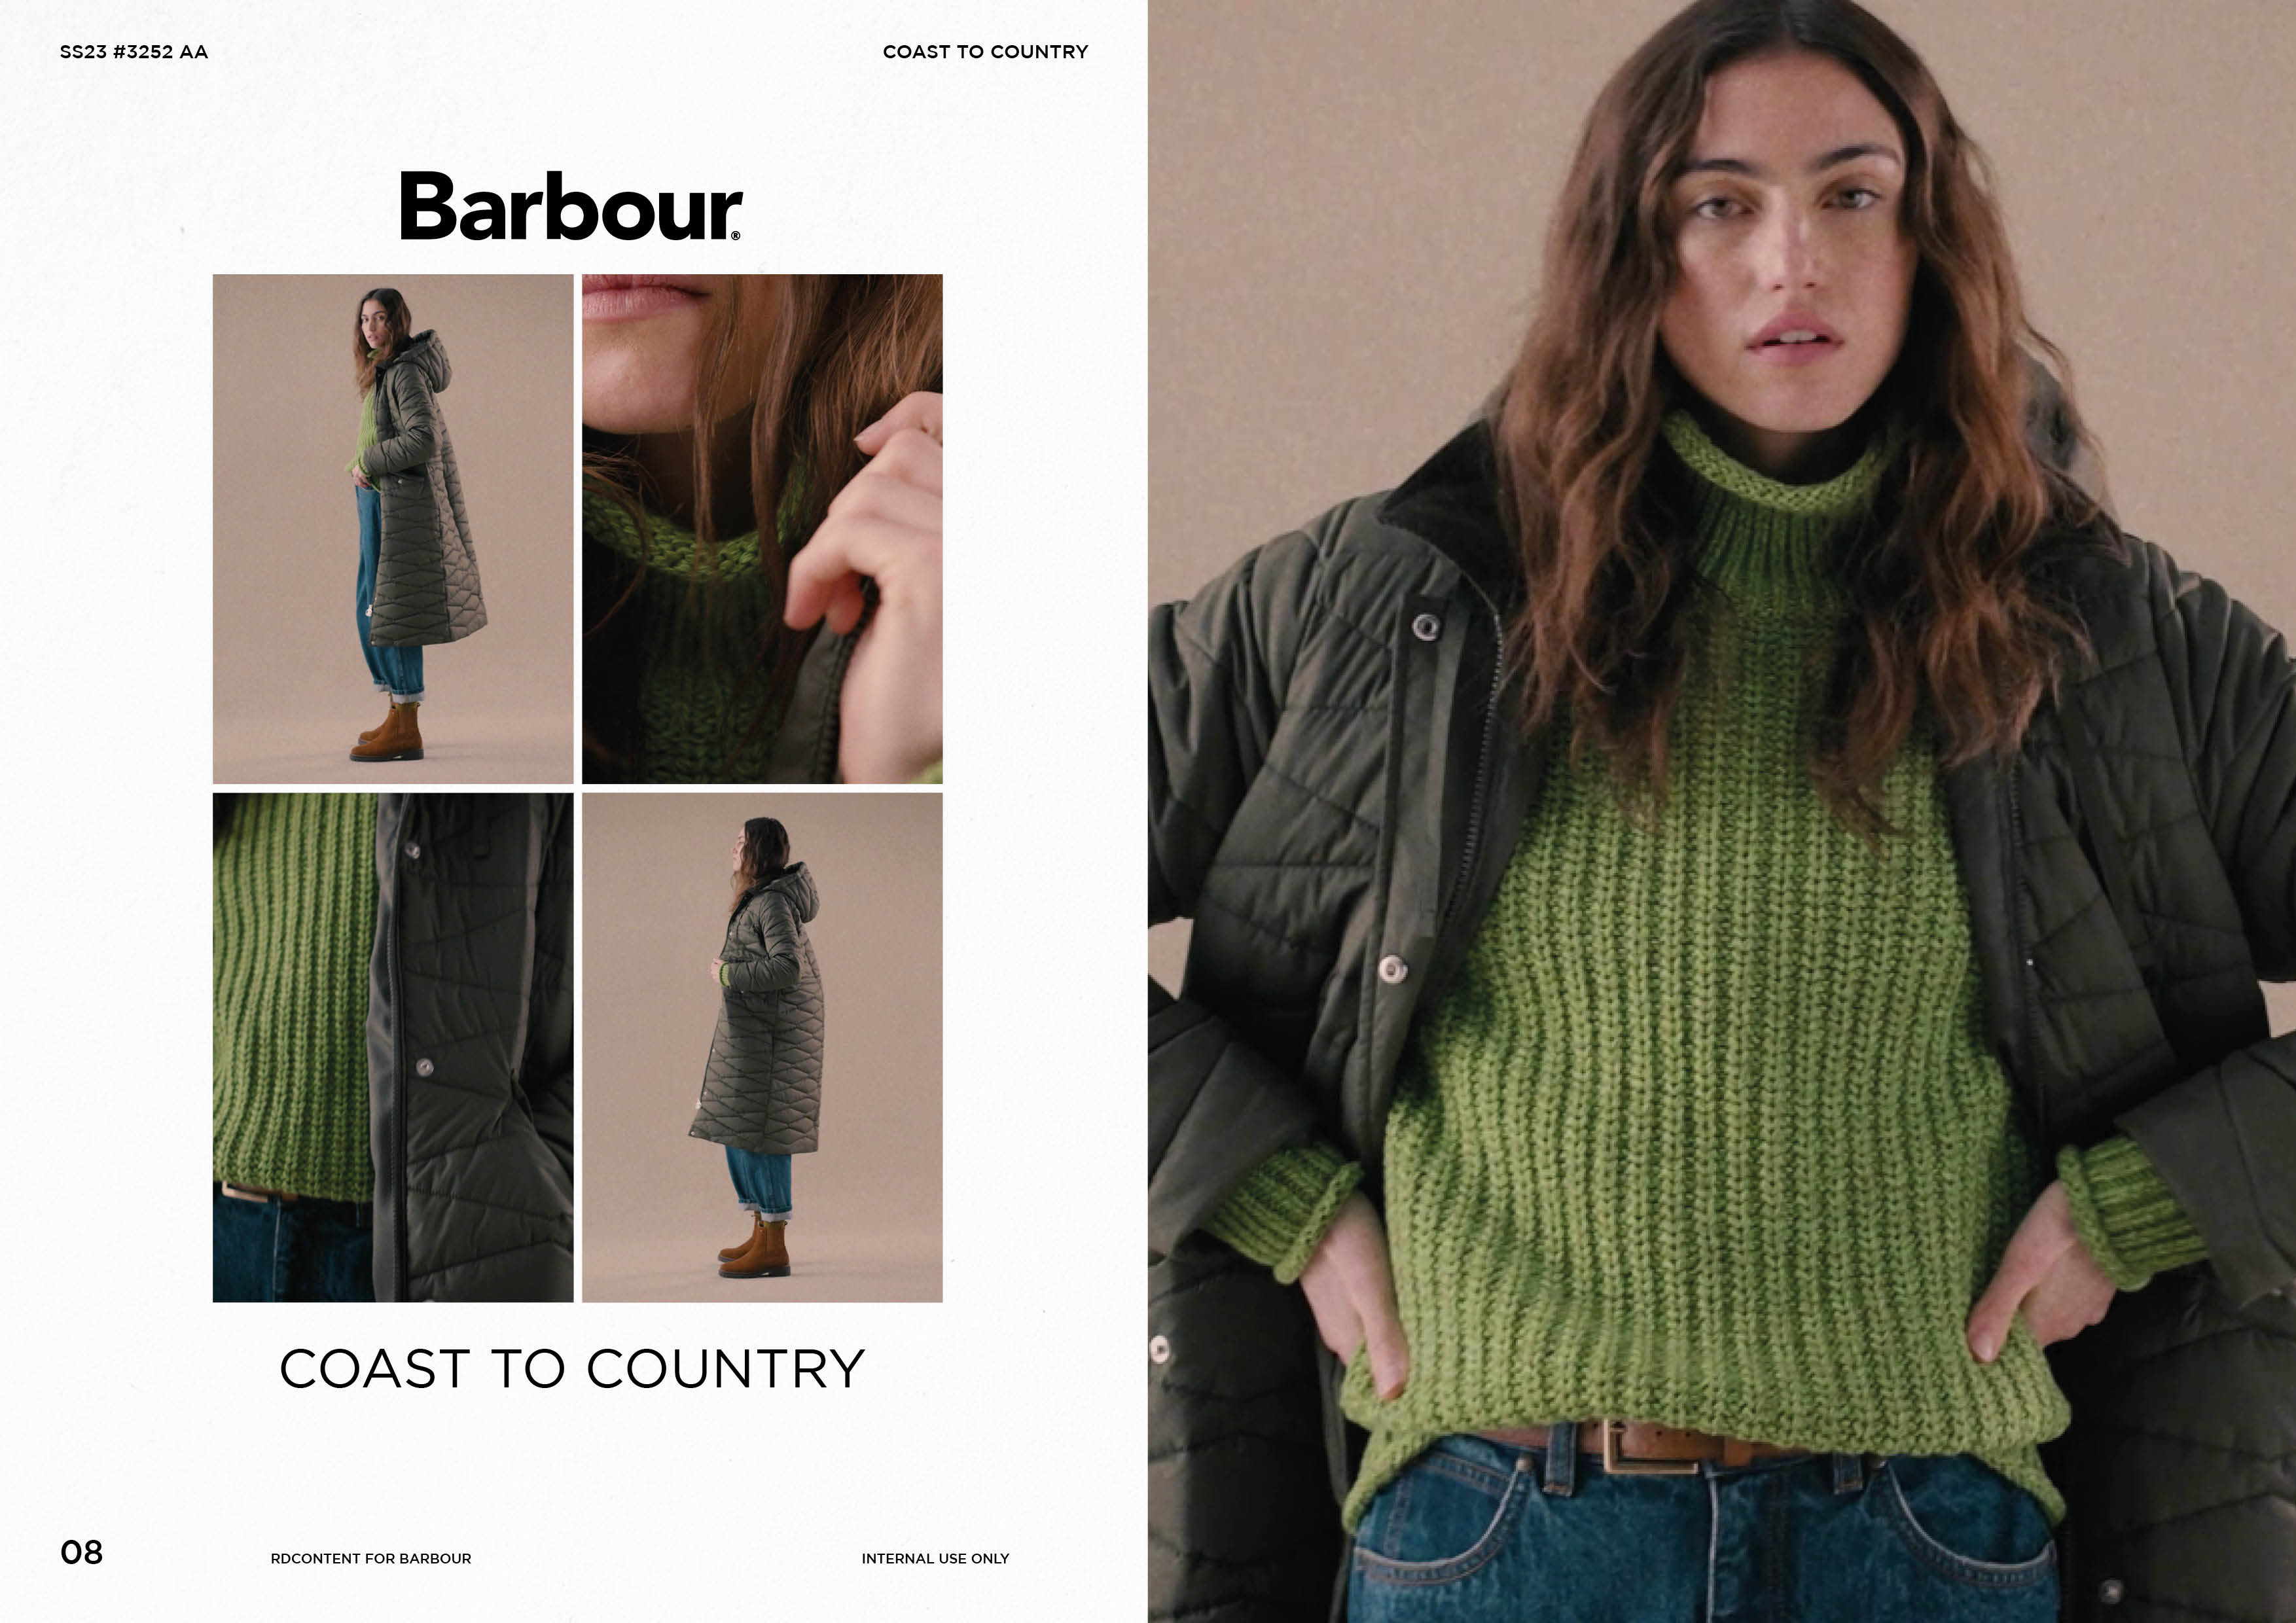 SS23 #3252 AA
COAST TO COUNTRY
Barbour®
COAST TO COUNTRY
08
RDCONTENT FOR BARBOUR
INTERNAL USE ONLY